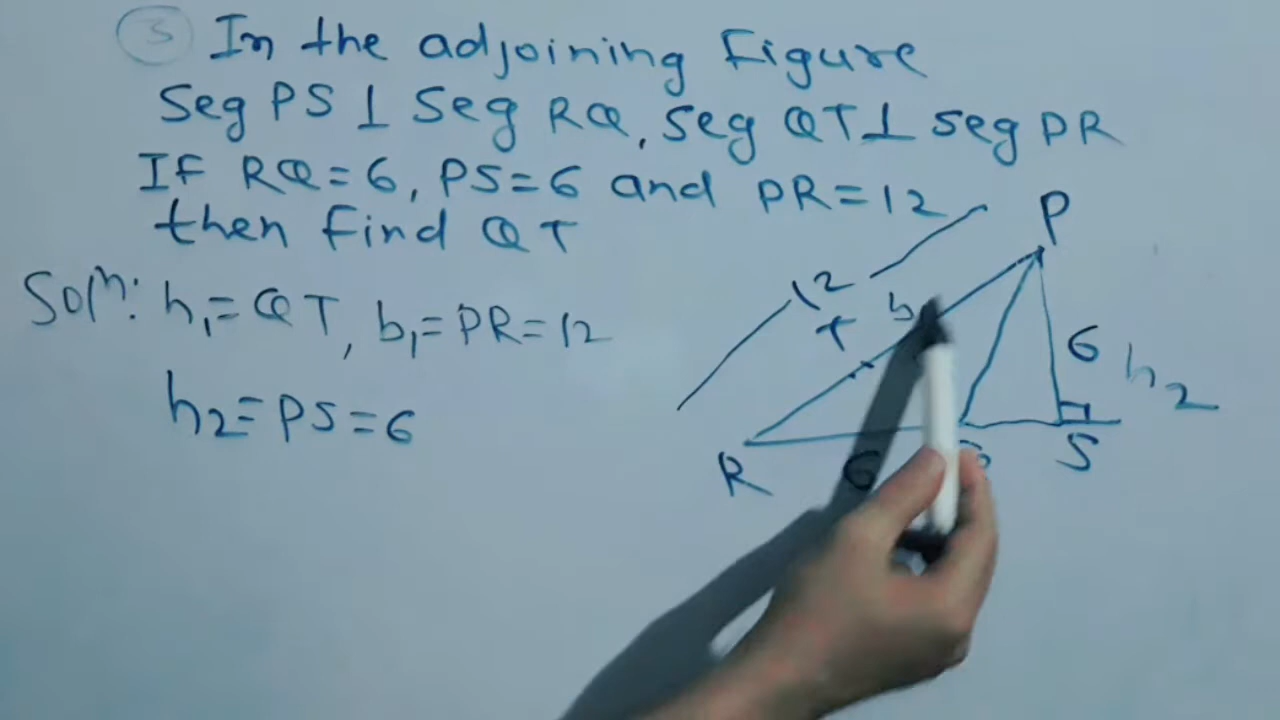 3 In the adjoining Figure
Seg PS ⊥ Seg RQ, Seg QT ⊥ seg PR
IF RQ = 6, PS = 6 and PR = 12
then Find QT
Solⁿ: h₁ = QT, b₁ = PR = 12
h₂ = PS = 6
P
12
T
b
6
h₂
R
6
S